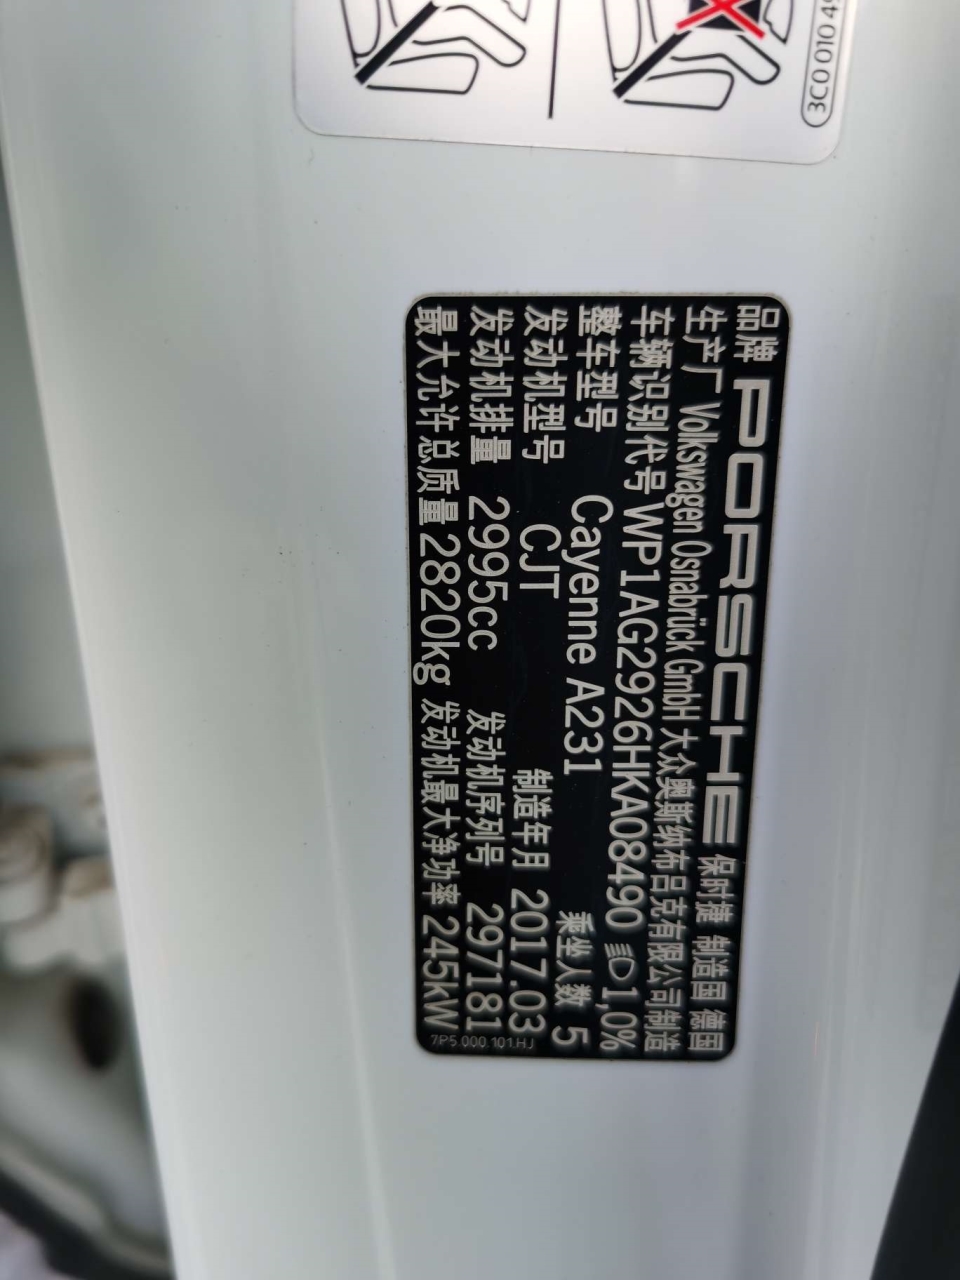 3C0 010 4
品牌 PORSCHE 保时捷 制造国 德国
生产厂 Volkswagen Osnabrück GmbH 大众奥斯纳布吕克有限公司制造
车辆识别代号 WP1AG2926HKA08490 1,0%
整车型号 Cayenne A231 乘坐人数 5
发动机型号 CJT 制造年月 2017.03
发动机排量 2995cc 发动机序列号 297181
最大允许总质量 2820kg 发动机最大净功率 245kW
7P5.000.101.HJ